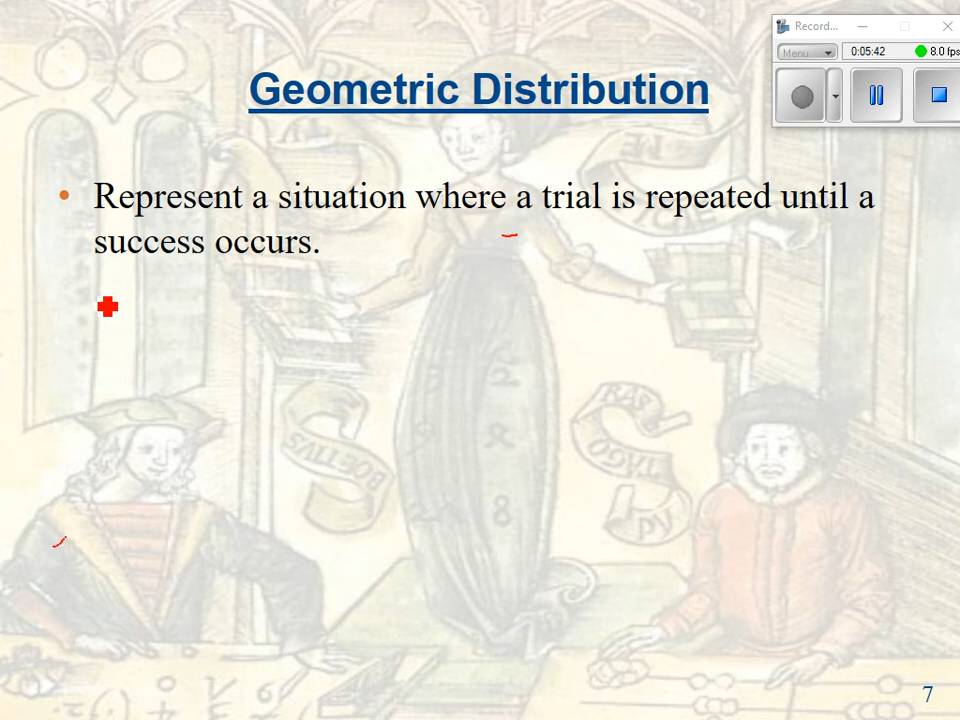 Record...
Menu
0:05:42
8.0 fps
Geometric Distribution
• Represent a situation where a trial is repeated until a
success occurs.
BOETIVS
7